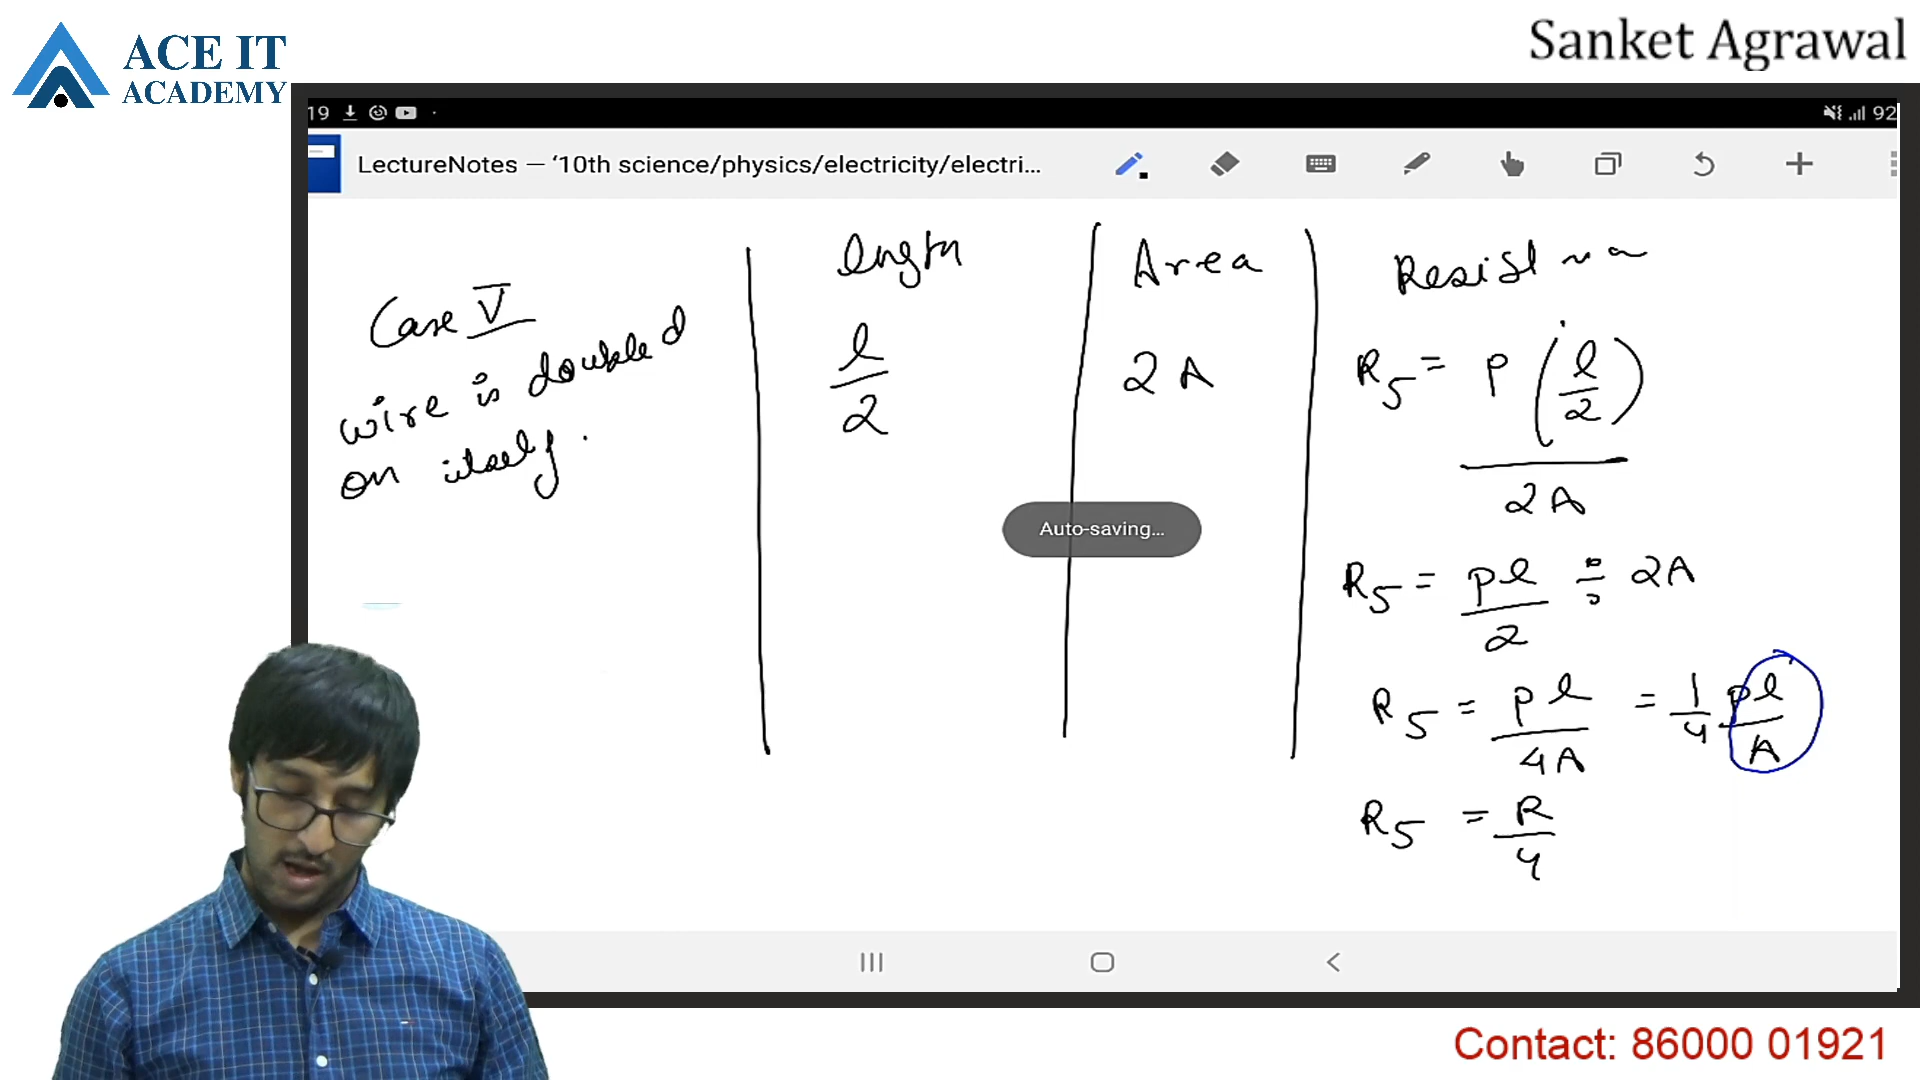 ACE IT
ACADEMY
Sanket Agrawal
19
92
LectureNotes — ‘10th science/physics/electricity/electri...
length
Area
Case V
wire is doubled
on itself.
l/2
2A
R5 = ρ (l/2)
2A
Auto-saving...
R5 = ρl/2 ÷ 2A
R5 = ρl/4A = 1/4 ρl/A
R5 = R/4
Contact: 86000 01921